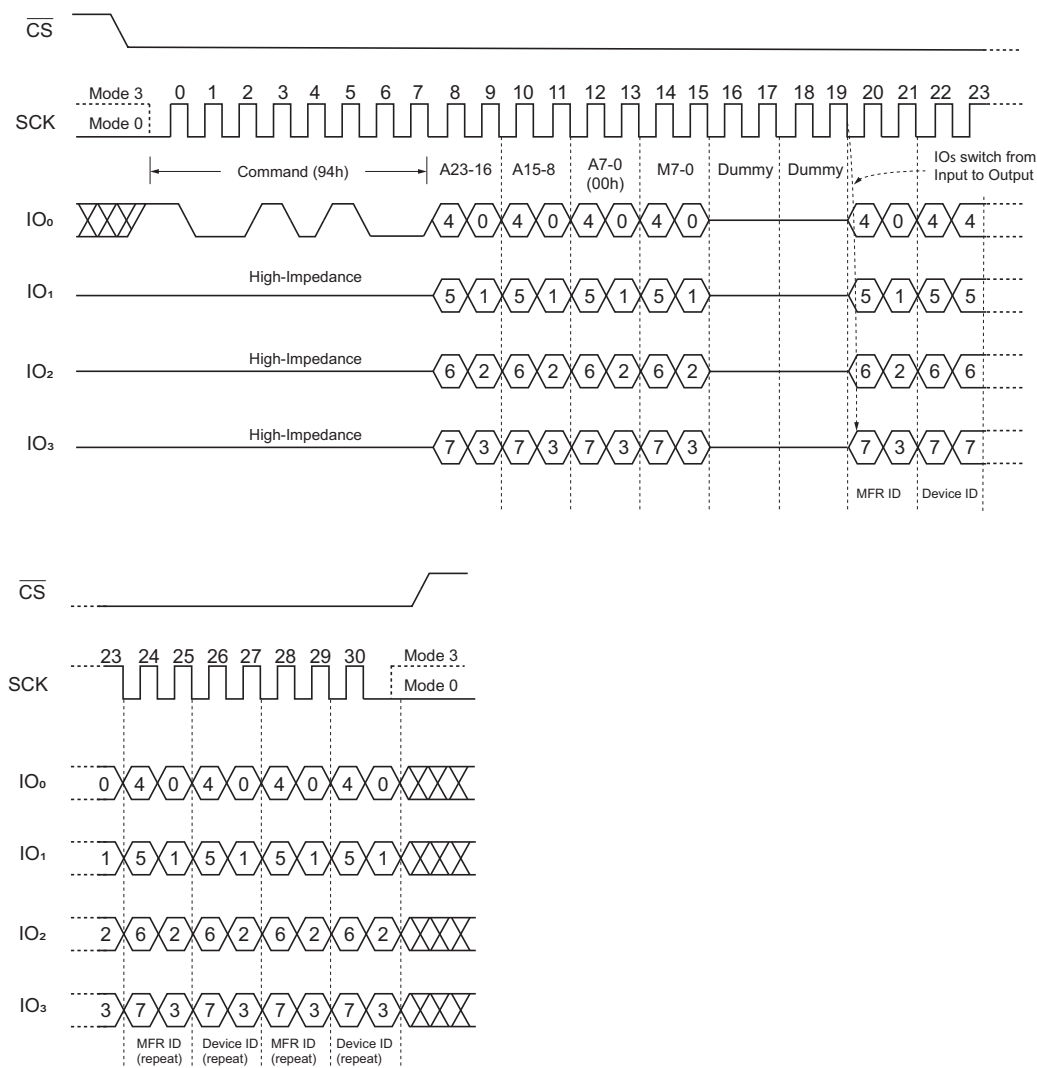 CS
Mode 3 0 1 2 3 4 5 6 7 8 9 10 11 12 13 14 15 16 17 18 19 20 21 22 23
SCK Mode 0
Command (94h) A23-16 A15-8 A7-0 (00h) M7-0 Dummy Dummy IOs switch from Input to Output
IO₀ 4 0 4 0 4 0 4 0 4 0 4 4
High-Impedance
IO₁ 5 1 5 1 5 1 5 1 5 1 5 5
High-Impedance
IO₂ 6 2 6 2 6 2 6 2 6 2 6 6
High-Impedance
IO₃ 7 3 7 3 7 3 7 3 7 3 7 7
MFR ID Device ID
CS
23 24 25 26 27 28 29 30 Mode 3
SCK Mode 0
IO₀ 0 4 0 4 0 4 0 4 0
IO₁ 1 5 1 5 1 5 1 5 1
IO₂ 2 6 2 6 2 6 2 6 2
IO₃ 3 7 3 7 3 7 3 7 3
MFR ID Device ID MFR ID Device ID
(repeat) (repeat) (repeat) (repeat)